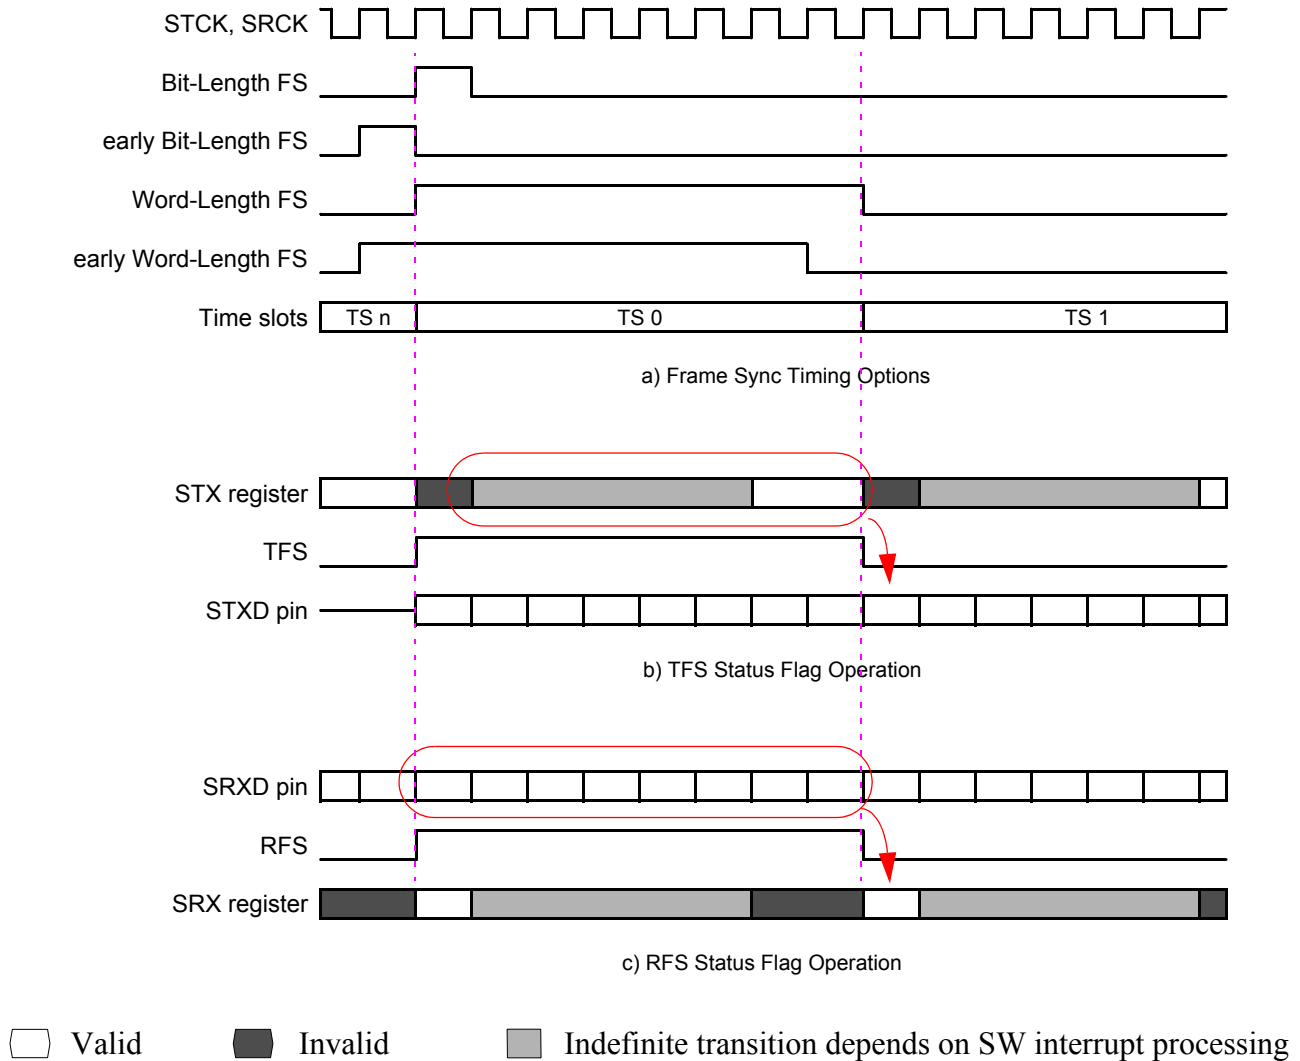 STCK, SRCK
Bit-Length FS
early Bit-Length FS
Word-Length FS
early Word-Length FS
Time slots TS n TS 0 TS 1
a) Frame Sync Timing Options
STX register
TFS
STXD pin
b) TFS Status Flag Operation
SRXD pin
RFS
SRX register
c) RFS Status Flag Operation
Valid Invalid Indefinite transition depends on SW interrupt processing